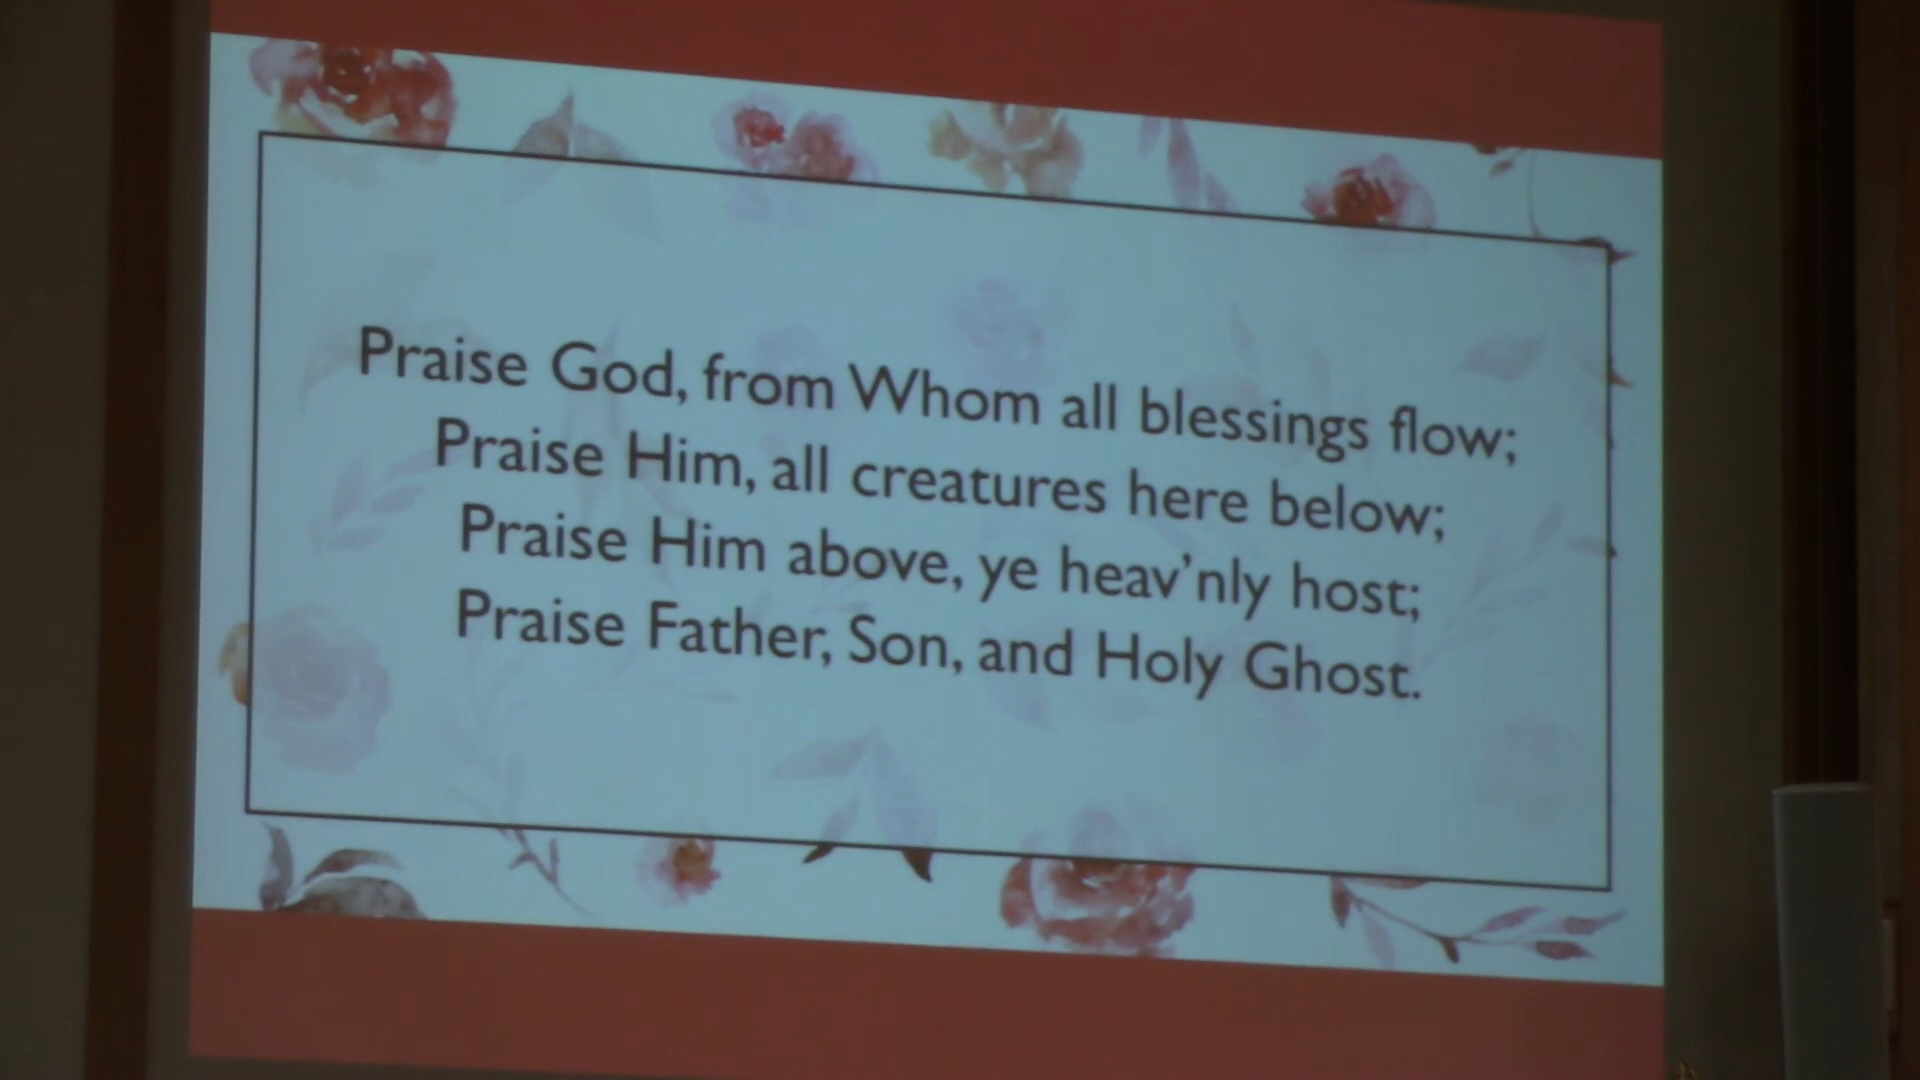 Praise God, from Whom all blessings flow;
Praise Him, all creatures here below;
Praise Him above, ye heav’nly host;
Praise Father, Son, and Holy Ghost.